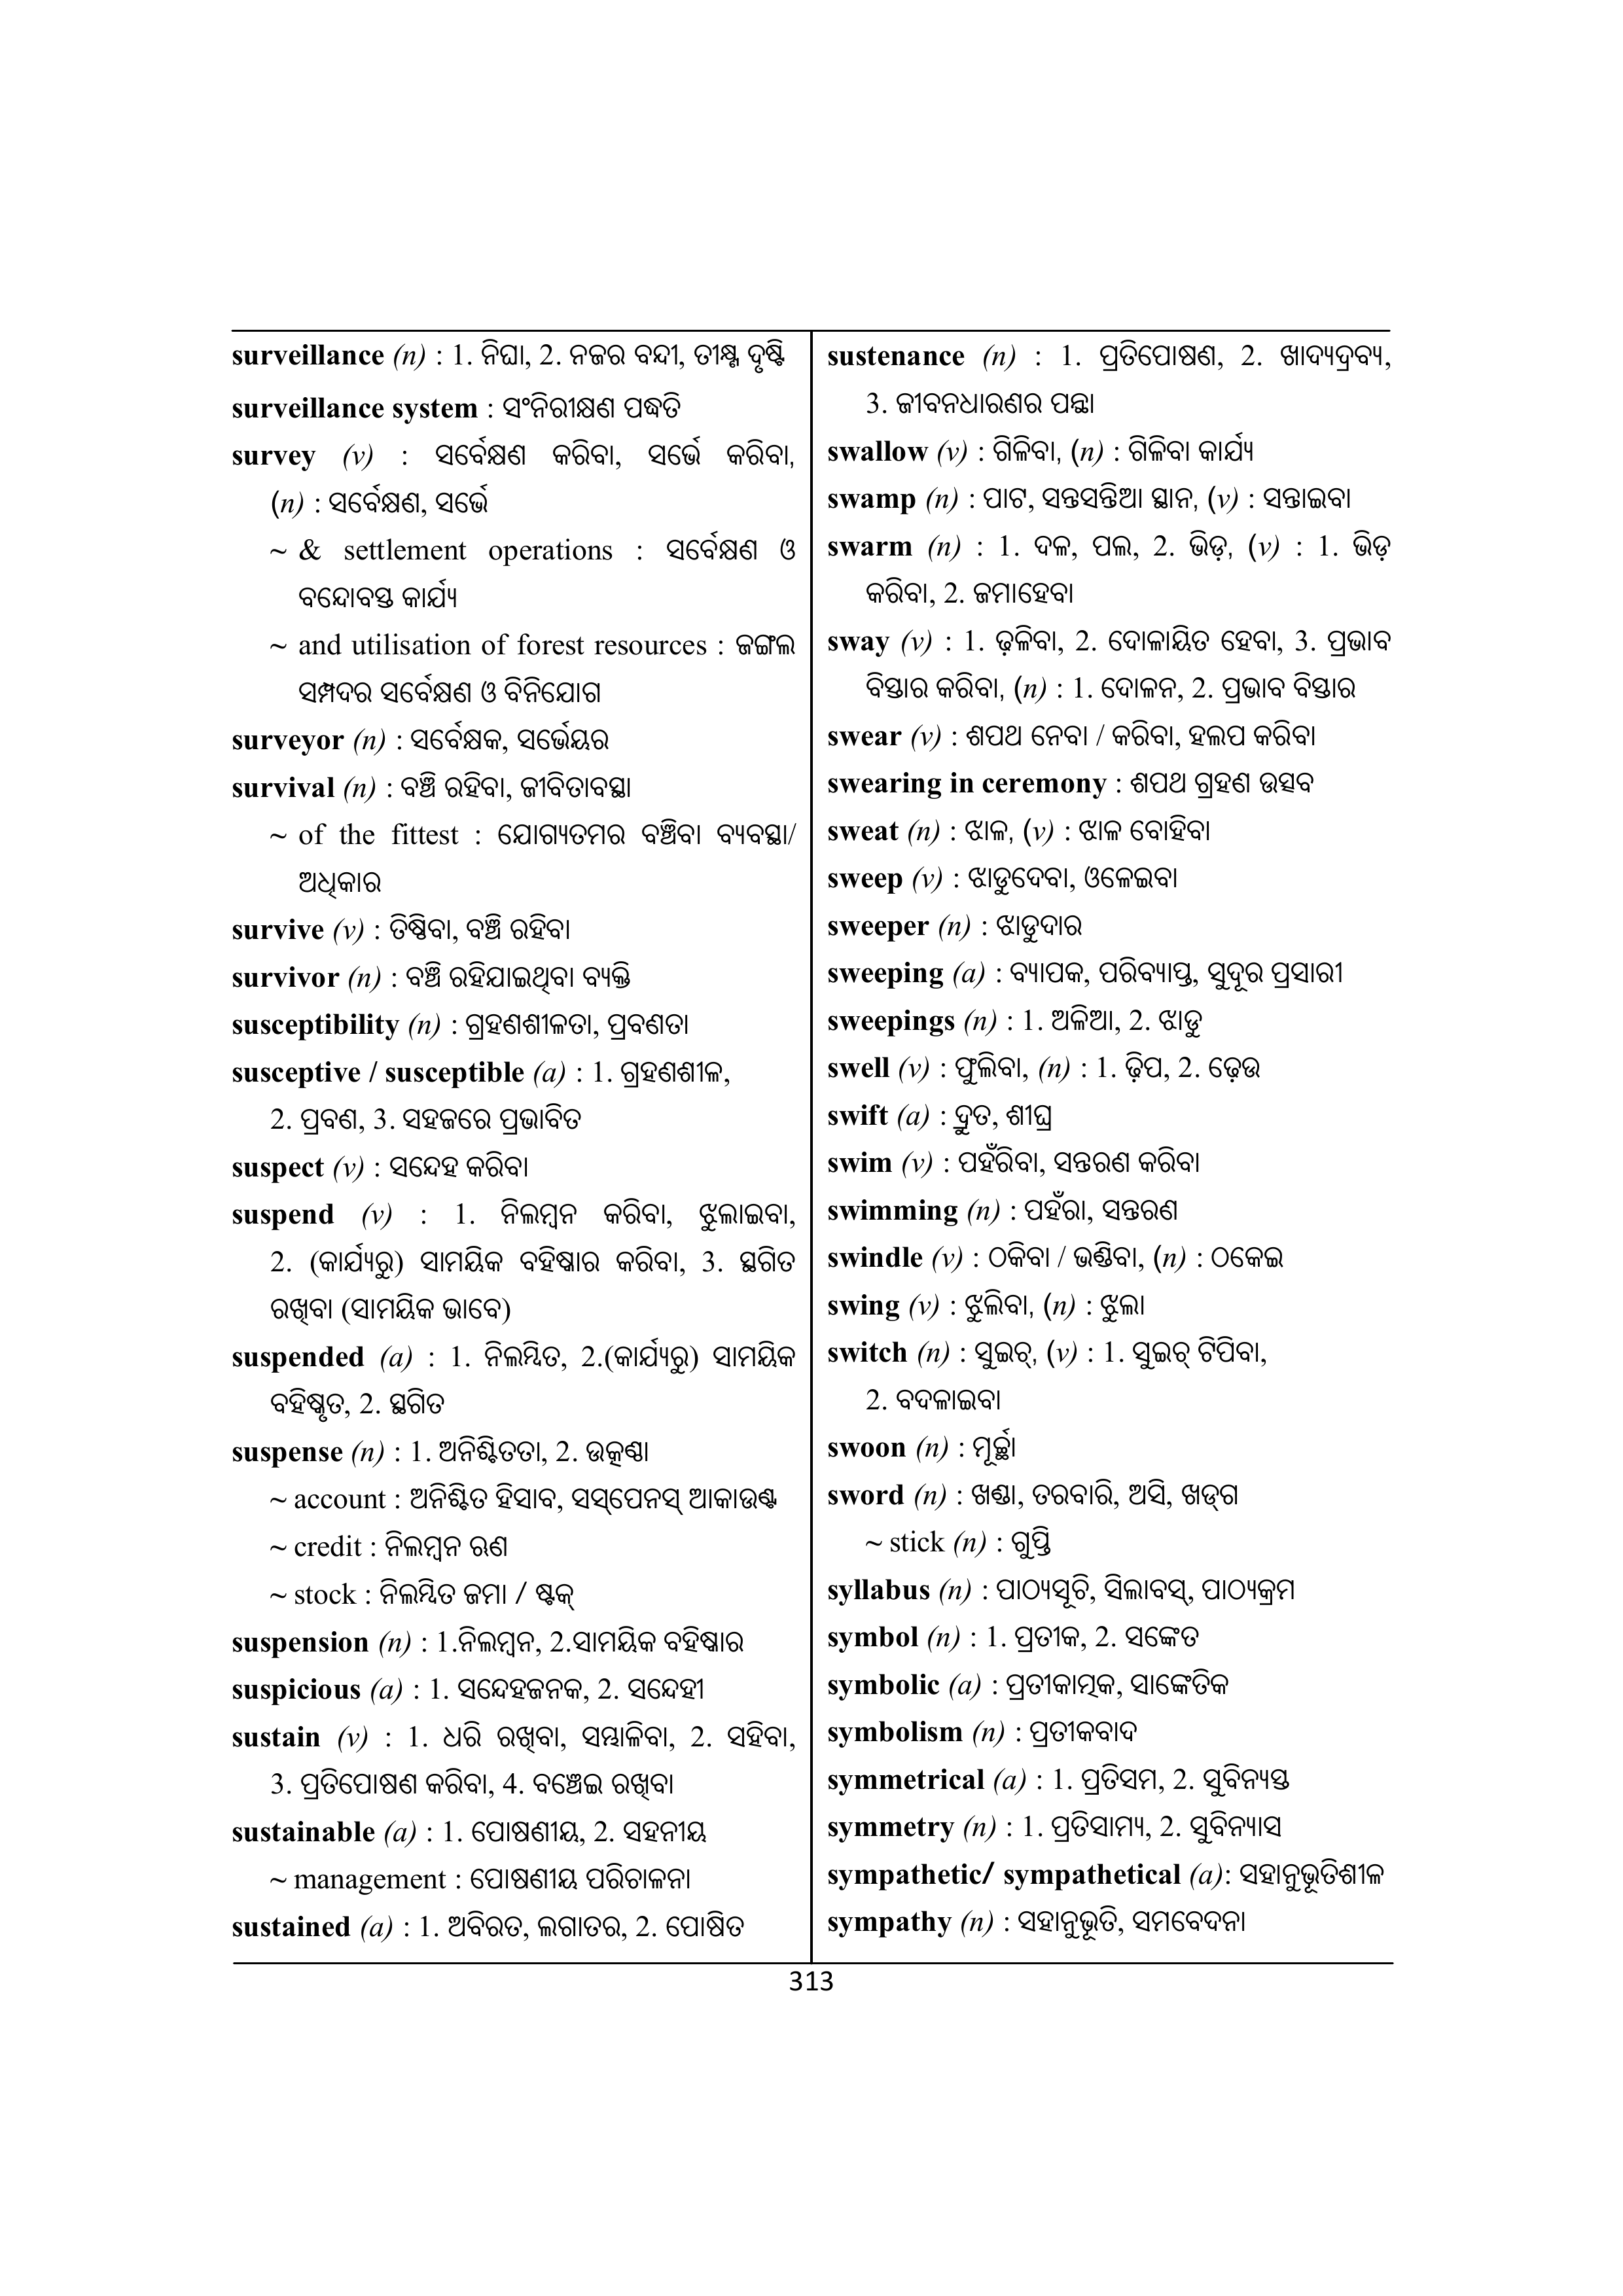 surveillance (n) : 1. ନିଘା, 2. ନଜର ବନ୍ଦୀ, ତୀକ୍ଷ୍ଣ ଦୃଷ୍ଟି
surveillance system : ସଂନିରୀକ୍ଷଣ ପଦ୍ଧତି
survey (v) : ସର୍ବେକ୍ଷଣ କରିବା, ସର୍ଭେ କରିବା,
(n) : ସର୍ବେକ୍ଷଣ, ସର୍ଭେ
~ & settlement operations : ସର୍ବେକ୍ଷଣ ଓ
ବନ୍ଦୋବସ୍ତ କାର୍ଯ୍ୟ
~ and utilisation of forest resources : ଜଙ୍ଗଲ
ସମ୍ପଦର ସର୍ବେକ୍ଷଣ ଓ ବିନିଯୋଗ
surveyor (n) : ସର୍ବେକ୍ଷକ, ସର୍ଭେୟର
survival (n) : ବଞ୍ଚି ରହିବା, ଜୀବିତାବସ୍ଥା
~ of the fittest : ଯୋଗ୍ୟତମର ବଞ୍ଚିବା ବ୍ୟବସ୍ଥା/
ଅଧିକାର
survive (v) : ତିଷ୍ଠିବା, ବଞ୍ଚି ରହିବା
survivor (n) : ବଞ୍ଚି ରହିଯାଇଥିବା ବ୍ୟକ୍ତି
susceptibility (n) : ଗ୍ରହଣଶୀଳତା, ପ୍ରବଣତା
susceptive / susceptible (a) : 1. ଗ୍ରହଣଶୀଳ,
2. ପ୍ରବଣ, 3. ସହଜରେ ପ୍ରଭାବିତ
suspect (v) : ସନ୍ଦେହ କରିବା
suspend (v) : 1. ନିଲମ୍ବନ କରିବା, ଝୁଲାଇବା,
2. (କାର୍ଯ୍ୟରୁ) ସାମୟିକ ବହିଷ୍କାର କରିବା, 3. ସ୍ଥଗିତ
ରଖିବା (ସାମୟିକ ଭାବେ)
suspended (a) : 1. ନିଲମ୍ବିତ, 2.(କାର୍ଯ୍ୟରୁ) ସାମୟିକ
ବହିଷ୍କୃତ, 2. ସ୍ଥଗିତ
suspense (n) : 1. ଅନିଶ୍ଚିତତା, 2. ଉତ୍କଣ୍ଠା
~ account : ଅନିଶ୍ଚିତ ହିସାବ, ସସ୍‌ପେନସ୍ ଆକାଉଣ୍ଟ
~ credit : ନିଲମ୍ବନ ଋଣ
~ stock : ନିଲମ୍ବିତ ଜମା / ଷ୍ଟକ୍
suspension (n) : 1.ନିଲମ୍ବନ, 2.ସାମୟିକ ବହିଷ୍କାର
suspicious (a) : 1. ସନ୍ଦେହଜନକ, 2. ସନ୍ଦେହୀ
sustain (v) : 1. ଧରି ରଖିବା, ସମ୍ଭାଳିବା, 2. ସହିବା,
3. ପ୍ରତିପୋଷଣ କରିବା, 4. ବଞ୍ଚେଇ ରଖିବା
sustainable (a) : 1. ପୋଷଣୀୟ, 2. ସହନୀୟ
~ management : ପୋଷଣୀୟ ପରିଚାଳନା
sustained (a) : 1. ଅବିରତ, ଲଗାତର, 2. ପୋଷିତ
sustenance (n) : 1. ପ୍ରତିପୋଷଣ, 2. ଖାଦ୍ୟଦ୍ରବ୍ୟ,
3. ଜୀବନଧାରଣର ପନ୍ଥା
swallow (v) : ଗିଳିବା, (n) : ଗିଳିବା କାର୍ଯ୍ୟ
swamp (n) : ପାଟ, ସନ୍ତସନ୍ତିଆ ସ୍ଥାନ, (v) : ସନ୍ତାଇବା
swarm (n) : 1. ଦଳ, ପଲ, 2. ଭିଡ଼, (v) : 1. ଭିଡ଼
କରିବା, 2. ଜମାହେବା
sway (v) : 1. ଢ଼ଳିବା, 2. ଦୋଳାୟିତ ହେବା, 3. ପ୍ରଭାବ
ବିସ୍ତାର କରିବା, (n) : 1. ଦୋଳନ, 2. ପ୍ରଭାବ ବିସ୍ତାର
swear (v) : ଶପଥ ନେବା / କରିବା, ହଲପ କରିବା
swearing in ceremony : ଶପଥ ଗ୍ରହଣ ଉତ୍ସବ
sweat (n) : ଝାଳ, (v) : ଝାଳ ବୋହିବା
sweep (v) : ଝାଡୁଦେବା, ଓଳେଇବା
sweeper (n) : ଝାଡୁଦାର
sweeping (a) : ବ୍ୟାପକ, ପରିବ୍ୟାପ୍ତ, ସୁଦୂର ପ୍ରସାରୀ
sweepings (n) : 1. ଅଳିଆ, 2. ଝାଡୁ
swell (v) : ଫୁଲିବା, (n) : 1. ଢ଼ିପ, 2. ଢ଼େଉ
swift (a) : ଦ୍ରୁତ, ଶୀଘ୍ର
swim (v) : ପହଁରିବା, ସନ୍ତରଣ କରିବା
swimming (n) : ପହଁରା, ସନ୍ତରଣ
swindle (v) : ଠକିବା / ଭଣ୍ଡିବା, (n) : ଠକେଇ
swing (v) : ଝୁଲିବା, (n) : ଝୁଲା
switch (n) : ସୁଇଚ୍, (v) : 1. ସୁଇଚ୍ ଟିପିବା,
2. ବଦଳାଇବା
swoon (n) : ମୂର୍ଚ୍ଛା
sword (n) : ଖଣ୍ଡା, ତରବାରି, ଅସି, ଖଡ୍‌ଗ
~ stick (n) : ଗୁପ୍ତି
syllabus (n) : ପାଠ୍ୟସୂଚି, ସିଲାବସ୍, ପାଠ୍ୟକ୍ରମ
symbol (n) : 1. ପ୍ରତୀକ, 2. ସଙ୍କେତ
symbolic (a) : ପ୍ରତୀକାତ୍ମକ, ସାଙ୍କେତିକ
symbolism (n) : ପ୍ରତୀକବାଦ
symmetrical (a) : 1. ପ୍ରତିସମ, 2. ସୁବିନ୍ୟସ୍ତ
symmetry (n) : 1. ପ୍ରତିସାମ୍ୟ, 2. ସୁବିନ୍ୟାସ
sympathetic/ sympathetical (a): ସହାନୁଭୂତିଶୀଳ
sympathy (n) : ସହାନୁଭୂତି, ସମବେଦନା
313